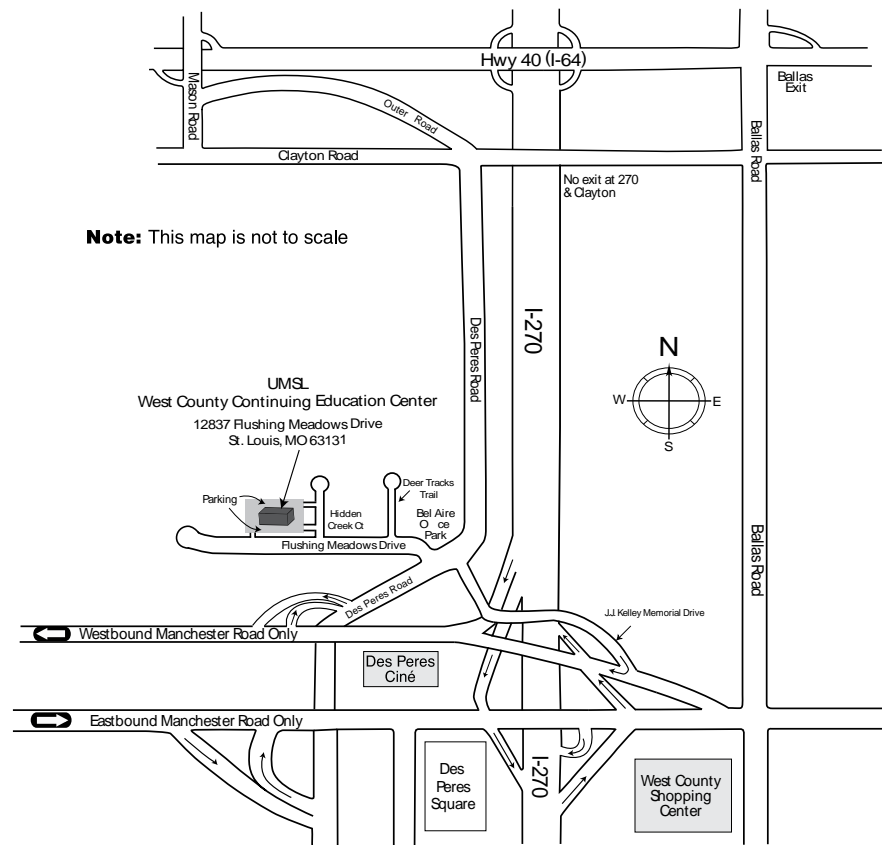 Hwy 40 (I-64)
Ballas
Exit
Mason Road
Outer Road
Ballas Road
Clayton Road
No exit at 270
& Clayton
Note: This map is not to scale
I-270
Des Peres Road
N
W
E
S
UMSL
West County Continuing Education Center
12837 Flushing Meadows Drive
St. Louis, MO 63131
Parking
Deer Tracks
Trail
Hidden
Creek Ct
Bel Aire
O ce
Park
Flushing Meadows Drive
Ballas Road
Des Peres Road
J.J. Kelley Memorial Drive
Westbound Manchester Road Only
Des Peres
Ciné
Eastbound Manchester Road Only
I-270
Des
Peres
Square
West County
Shopping
Center